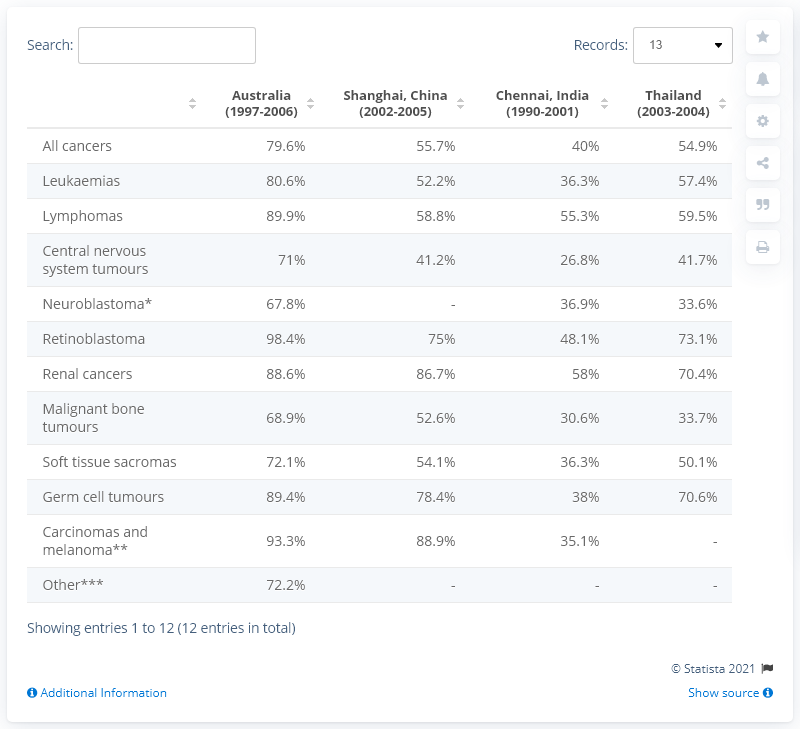 Search:
Records: 13
Australia (1997-2006) Shanghai, China (2002-2005) Chennai, India (1990-2001) Thailand (2003-2004)
All cancers 79.6% 55.7% 40% 54.9%
Leukaemias 80.6% 52.2% 36.3% 57.4%
Lymphomas 89.9% 58.8% 55.3% 59.5%
Central nervous
system tumours 71% 41.2% 26.8% 41.7%
Neuroblastoma* 67.8% - 36.9% 33.6%
Retinoblastoma 98.4% 75% 48.1% 73.1%
Renal cancers 88.6% 86.7% 58% 70.4%
Malignant bone
tumours 68.9% 52.6% 30.6% 33.7%
Soft tissue sacromas 72.1% 54.1% 36.3% 50.1%
Germ cell tumours 89.4% 78.4% 38% 70.6%
Carcinomas and
melanoma** 93.3% 88.9% 35.1% -
Other*** 72.2% - - -
Showing entries 1 to 12 (12 entries in total)
© Statista 2021
Additional Information
Show source